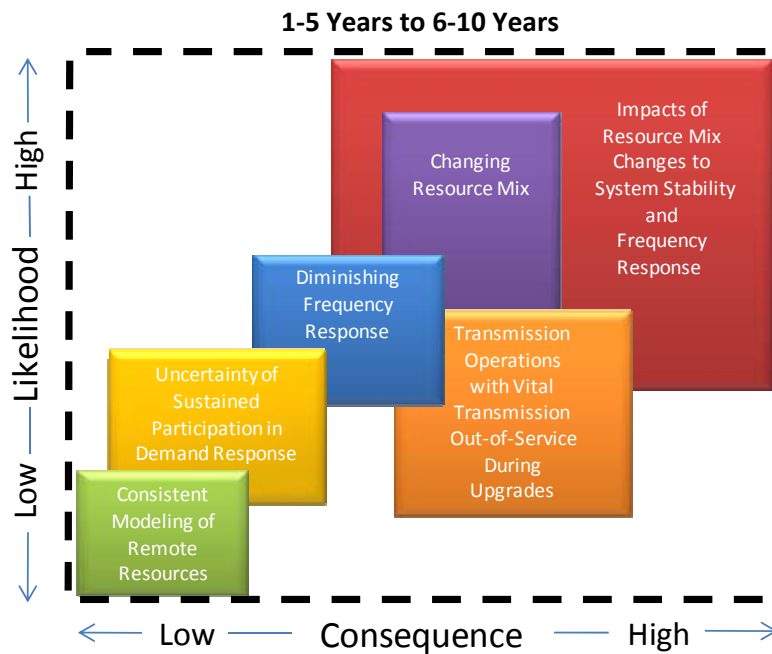 1-5 Years to 6-10 Years
High
Likelihood
Low
Impacts of
Resource Mix
Changes to
System Stability
and
Frequency
Response
Changing
Resource Mix
Diminishing
Frequency
Response
Transmission
Operations
with Vital
Transmission
Out-of-Service
During
Upgrades
Uncertainty of
Sustained
Participation in
Demand Response
Consistent
Modeling of
Remote
Resources
Low
Consequence
High